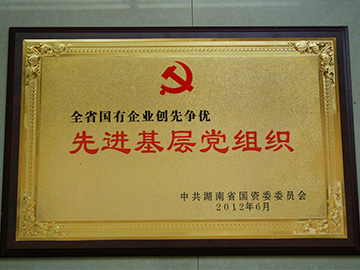 全省国有企业创先争优
先进基层党组织
中共湖南省国资委委员会
2012年6月